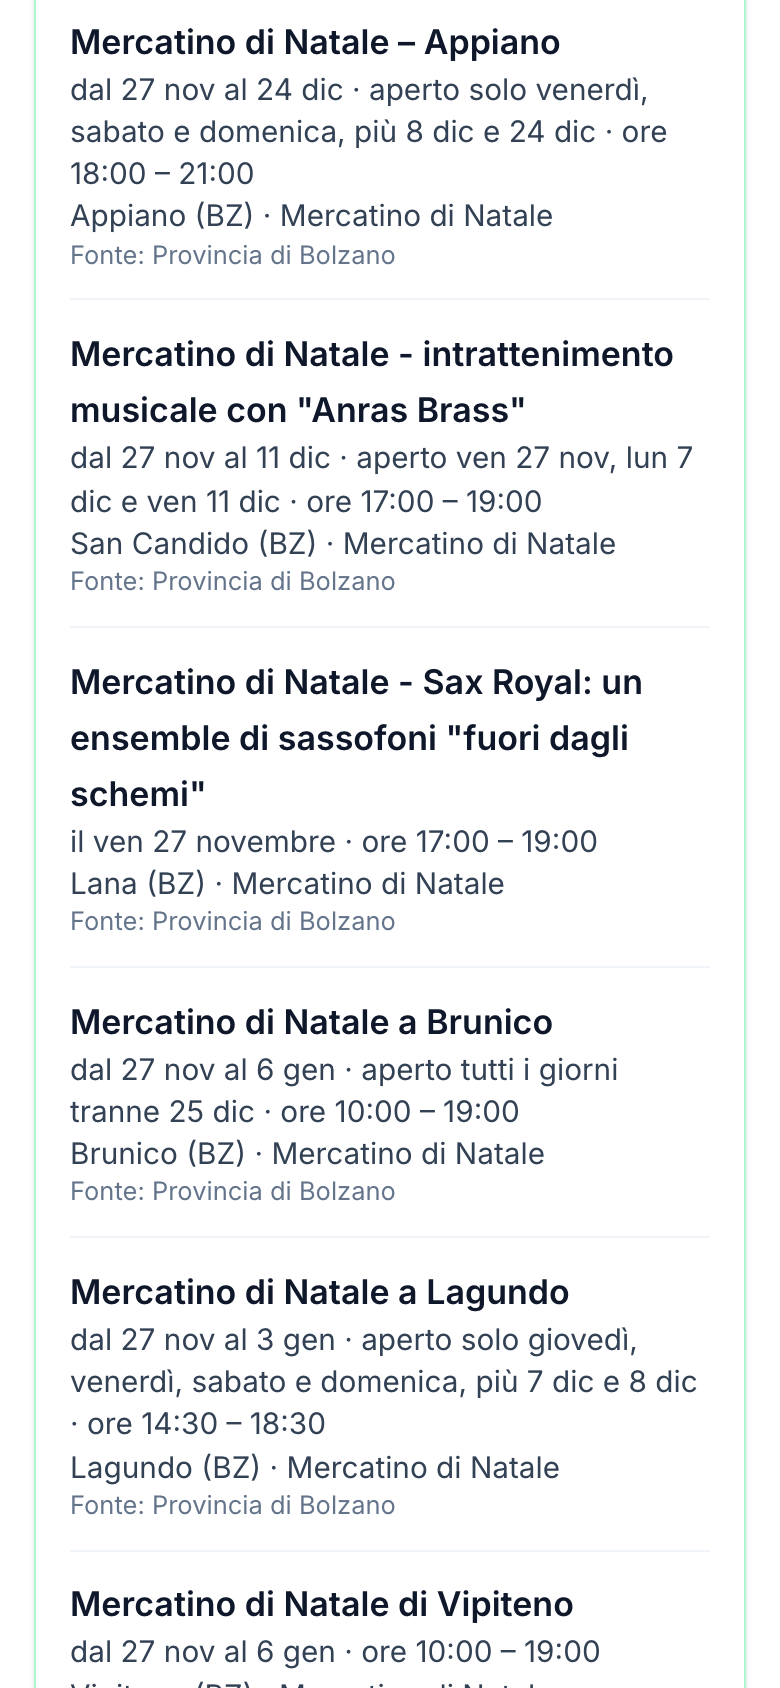 Mercatino di Natale – Appiano
dal 27 nov al 24 dic · aperto solo venerdì,
sabato e domenica, più 8 dic e 24 dic · ore
18:00 – 21:00
Appiano (BZ) · Mercatino di Natale
Fonte: Provincia di Bolzano
Mercatino di Natale - intrattenimento
musicale con "Anras Brass"
dal 27 nov al 11 dic · aperto ven 27 nov, lun 7
dic e ven 11 dic · ore 17:00 – 19:00
San Candido (BZ) · Mercatino di Natale
Fonte: Provincia di Bolzano
Mercatino di Natale - Sax Royal: un
ensemble di sassofoni "fuori dagli
schemi"
il ven 27 novembre · ore 17:00 – 19:00
Lana (BZ) · Mercatino di Natale
Fonte: Provincia di Bolzano
Mercatino di Natale a Brunico
dal 27 nov al 6 gen · aperto tutti i giorni
tranne 25 dic · ore 10:00 – 19:00
Brunico (BZ) · Mercatino di Natale
Fonte: Provincia di Bolzano
Mercatino di Natale a Lagundo
dal 27 nov al 3 gen · aperto solo giovedì,
venerdì, sabato e domenica, più 7 dic e 8 dic
· ore 14:30 – 18:30
Lagundo (BZ) · Mercatino di Natale
Fonte: Provincia di Bolzano
Mercatino di Natale di Vipiteno
dal 27 nov al 6 gen · ore 10:00 – 19:00